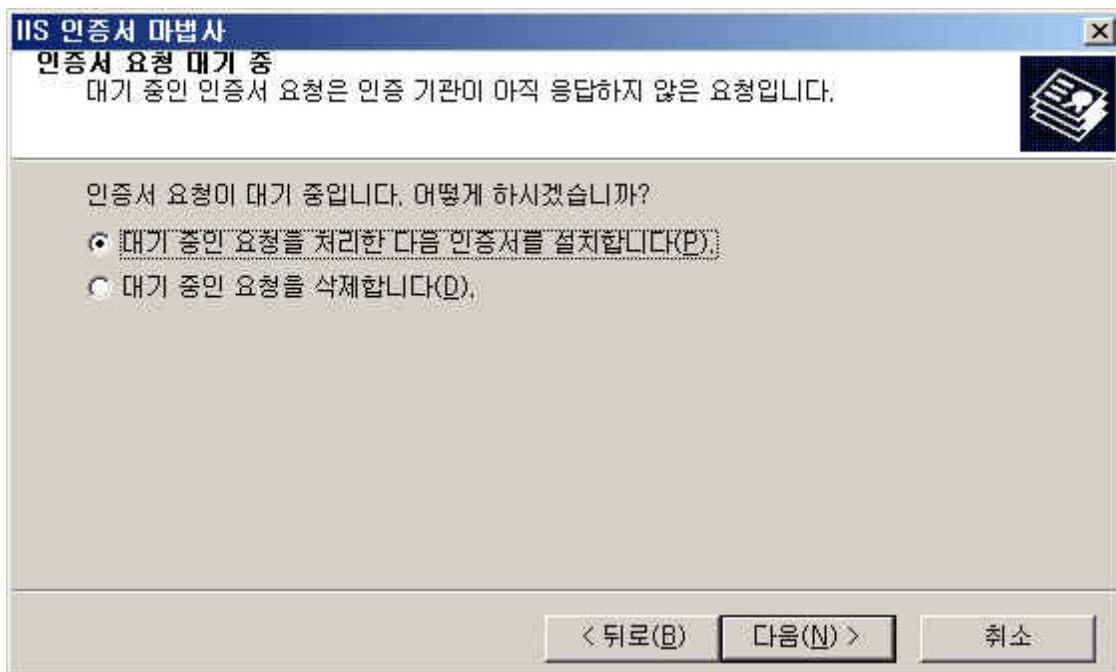 IIS 인증서 마법사
인증서 요청 대기 중
대기 중인 인증서 요청은 인증 기관이 아직 응답하지 않은 요청입니다.
인증서 요청이 대기 중입니다. 어떻게 하시겠습니까?
대기 중인 요청을 처리한 다음 인증서를 설치합니다(P).
대기 중인 요청을 삭제합니다(D).
< 뒤로(B) 다음(N) > 취소